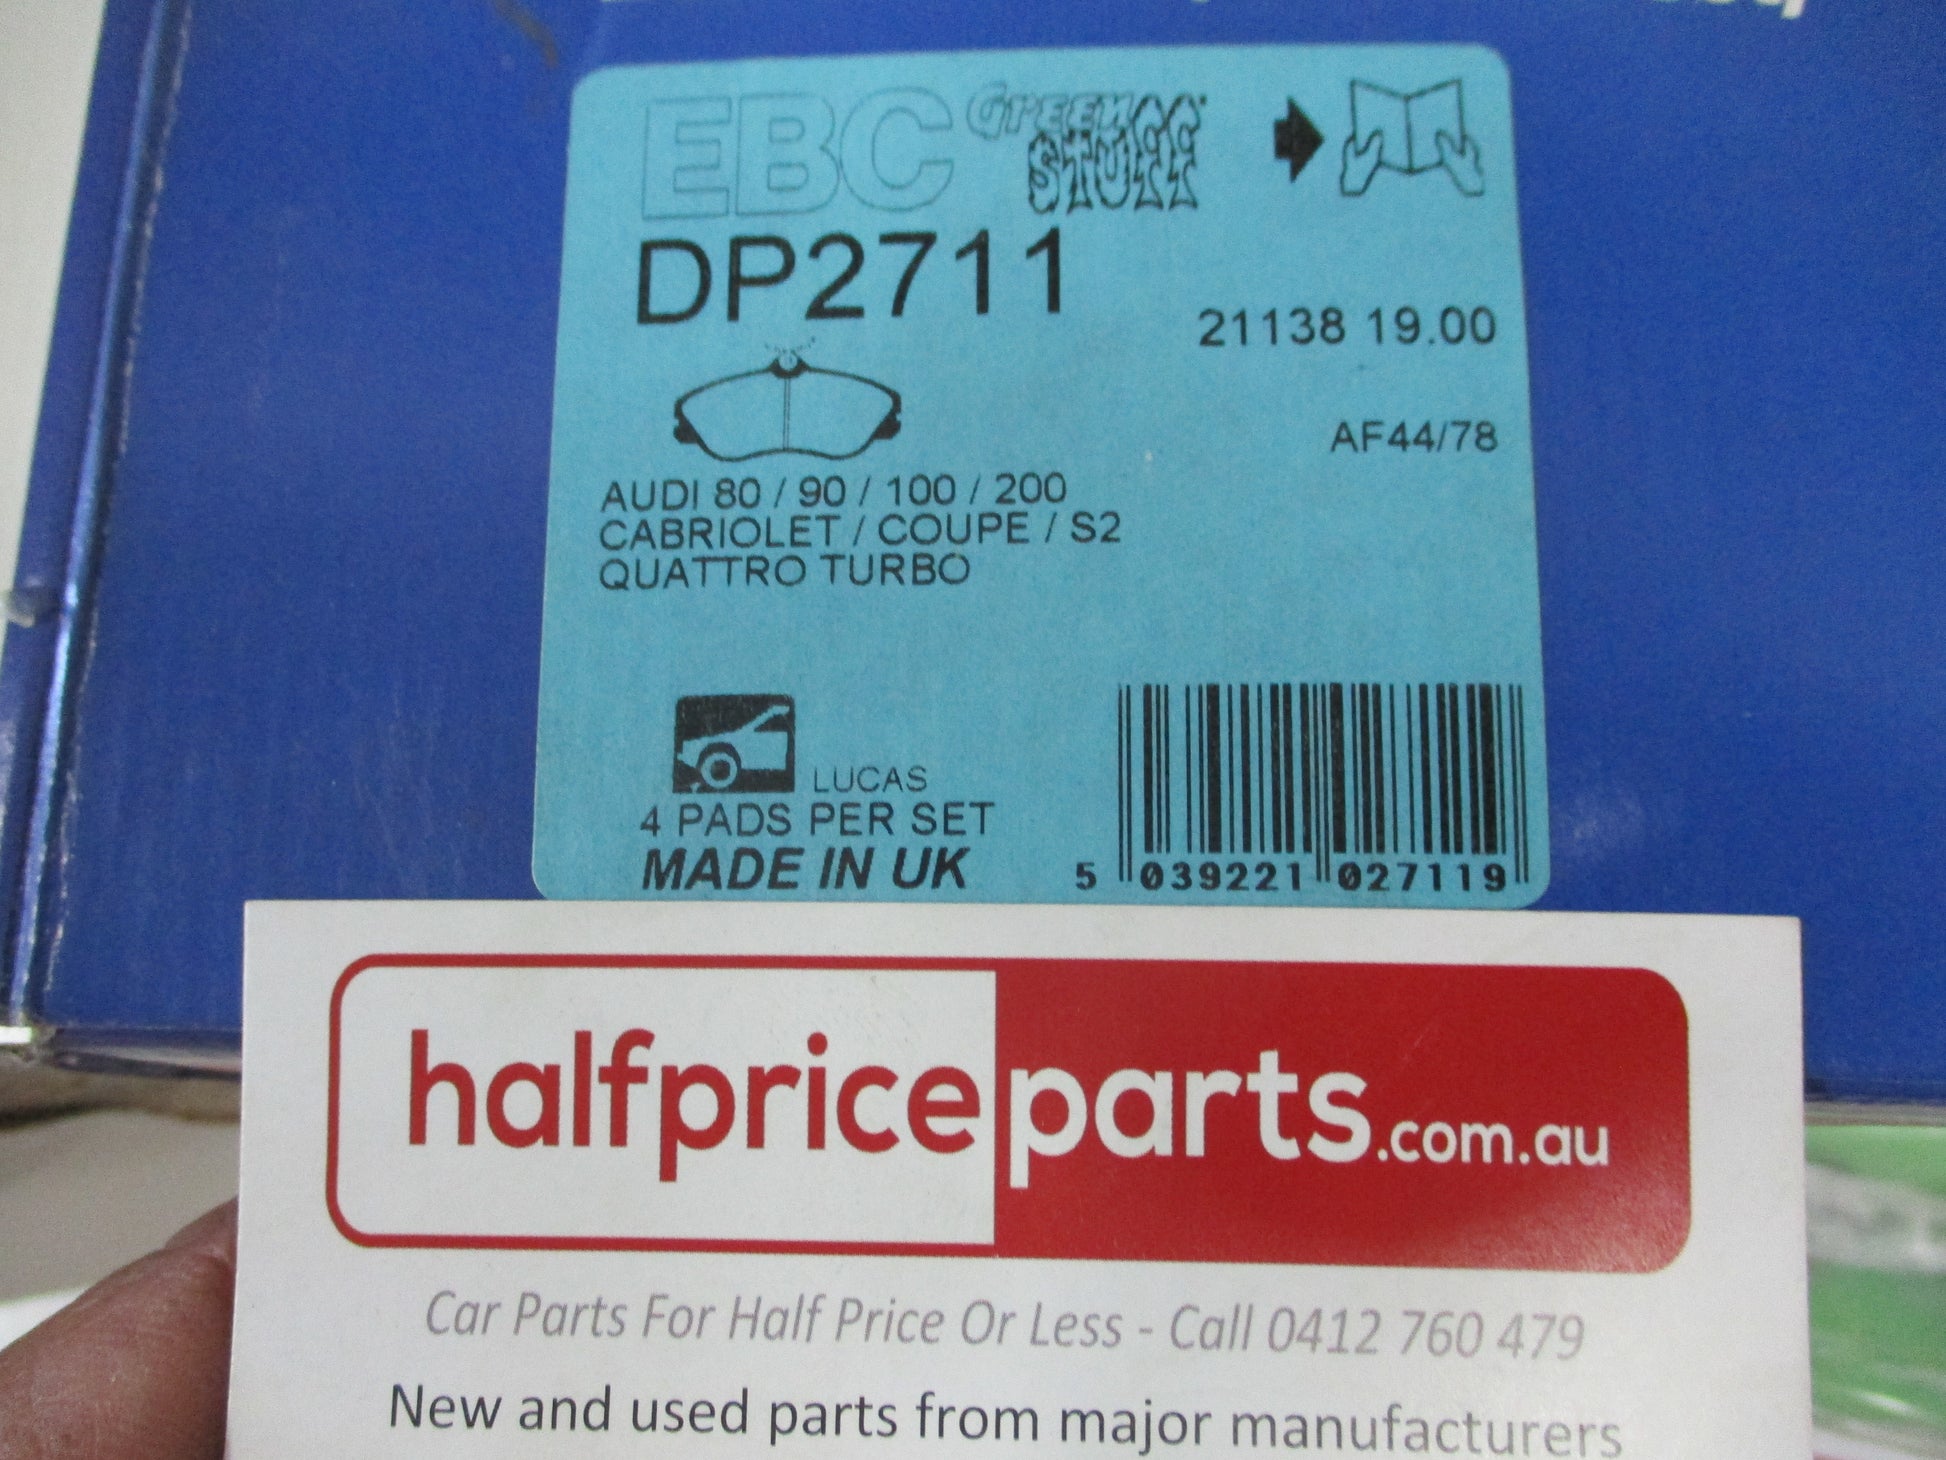 EBC GREEN STUFF
DP2711
21138 19.00
AF44/78
AUDI 80 / 90 / 100 / 200
CABRIOLET / COUPE / S2
QUATTRO TURBO
LUCAS
4 PADS PER SET
MADE IN UK
5 039221 027119
halfpriceparts.com.au
Car Parts For Half Price Or Less - Call 0412 760 479
New and used parts from major manufacturers